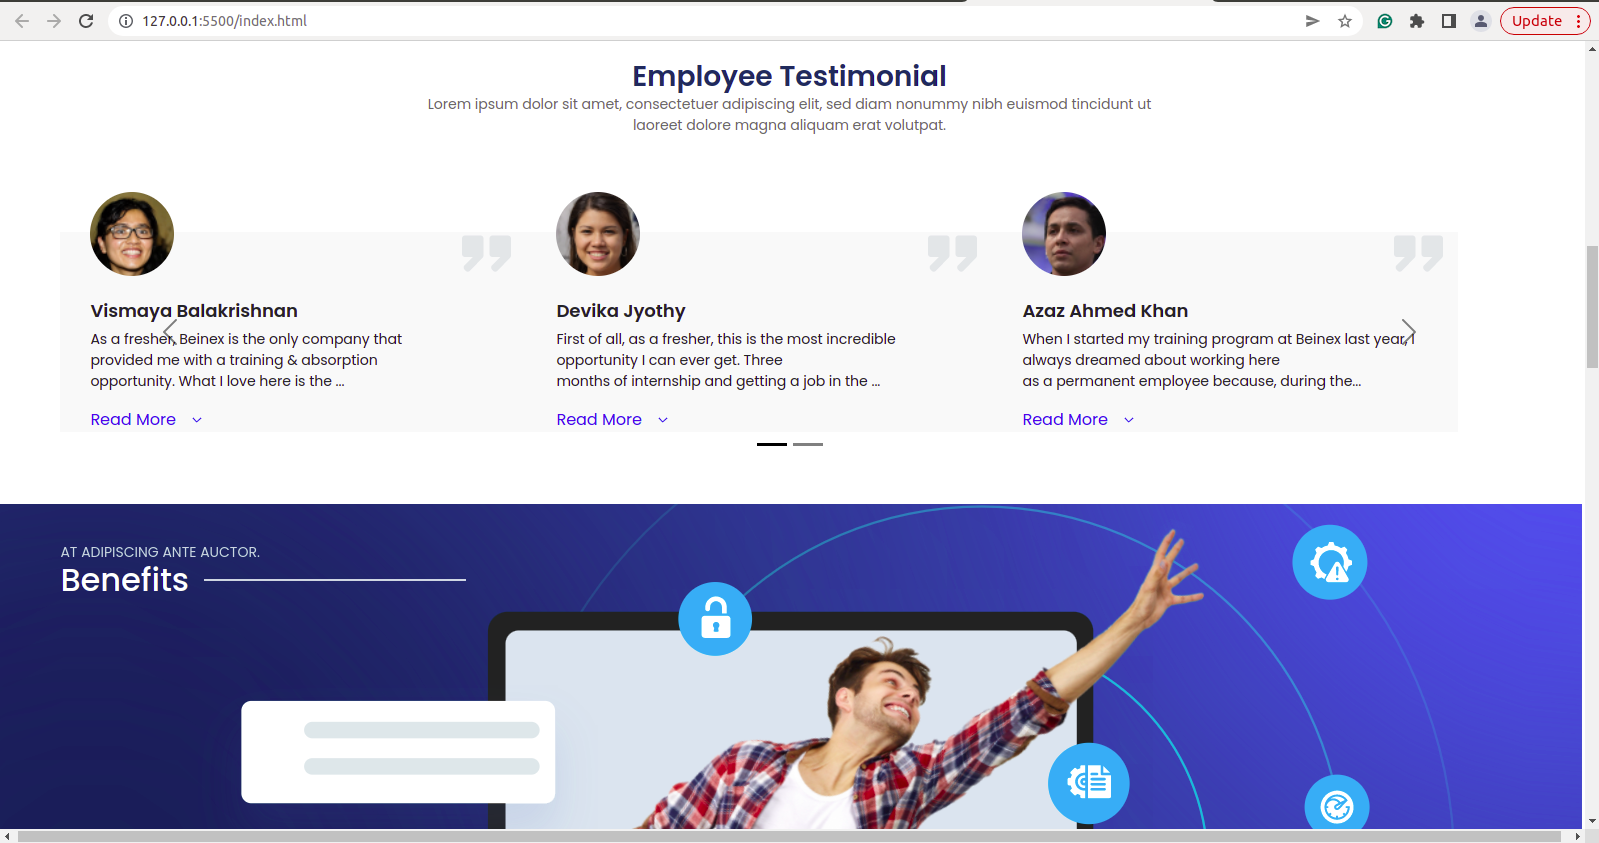 127.0.0.1:5500/index.html
Update
Employee Testimonial
Lorem ipsum dolor sit amet, consectetuer adipiscing elit, sed diam nonummy nibh euismod tincidunt ut
laoreet dolore magna aliquam erat volutpat.
Vismaya Balakrishnan
As a fresher, Beinex is the only company that
provided me with a training & absorption
opportunity. What I love here is the ...
Read More
Devika Jyothy
First of all, as a fresher, this is the most incredible
opportunity I can ever get. Three
months of internship and getting a job in the ...
Read More
Azaz Ahmed Khan
When I started my training program at Beinex last year, I
always dreamed about working here
as a permanent employee because, during the...
Read More
AT ADIPISCING ANTE AUCTOR.
Benefits